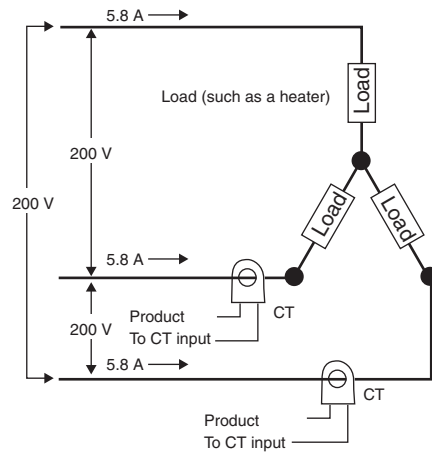 5.8 A
Load
Load (such as a heater)
200 V
200 V
Load
Load
5.8 A
CT
Product
To CT input
200 V
5.8 A
CT
Product
To CT input